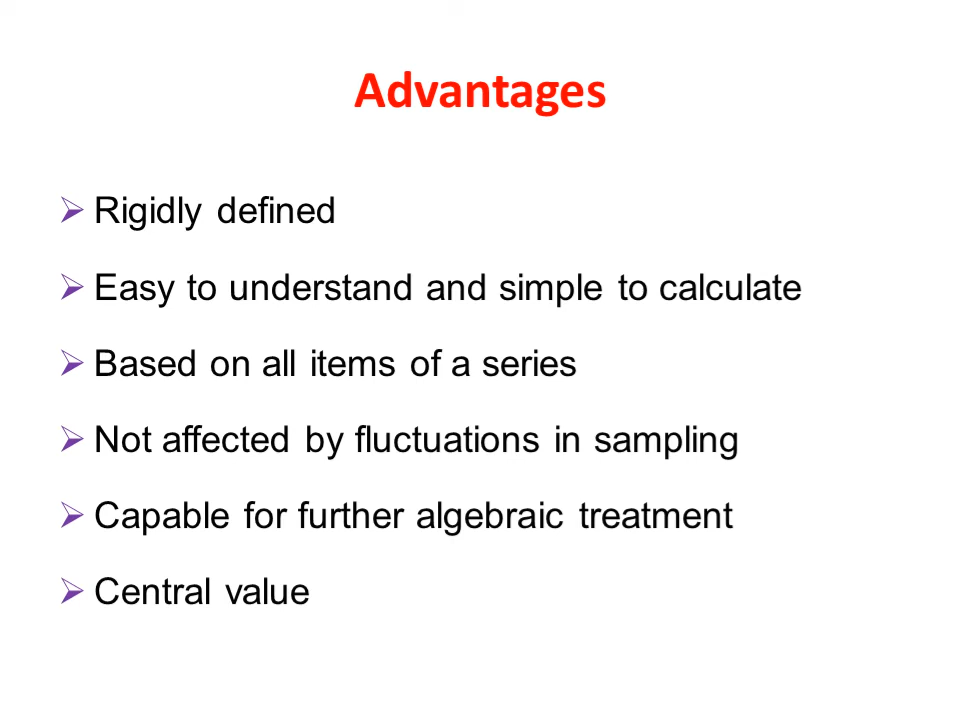 Advantages
Rigidly defined
Easy to understand and simple to calculate
Based on all items of a series
Not affected by fluctuations in sampling
Capable for further algebraic treatment
Central value